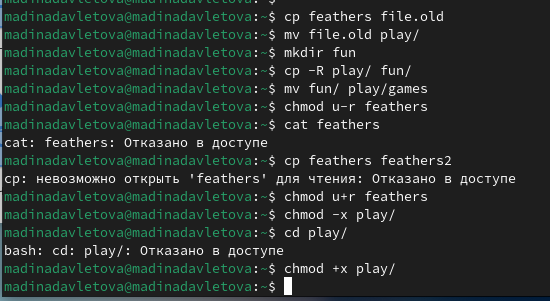 madinadavletova@madinadavletova:~$ cp feathers file.old
madinadavletova@madinadavletova:~$ mv file.old play/
madinadavletova@madinadavletova:~$ mkdir fun
madinadavletova@madinadavletova:~$ cp -R play/ fun/
madinadavletova@madinadavletova:~$ mv fun/ play/games
madinadavletova@madinadavletova:~$ chmod u-r feathers
madinadavletova@madinadavletova:~$ cat feathers
cat: feathers: Отказано в доступе
madinadavletova@madinadavletova:~$ cp feathers feathers2
cp: невозможно открыть 'feathers' для чтения: Отказано в доступе
madinadavletova@madinadavletova:~$ chmod u+r feathers
madinadavletova@madinadavletova:~$ chmod -x play/
madinadavletova@madinadavletova:~$ cd play/
bash: cd: play/: Отказано в доступе
madinadavletova@madinadavletova:~$ chmod +x play/
madinadavletova@madinadavletova:~$